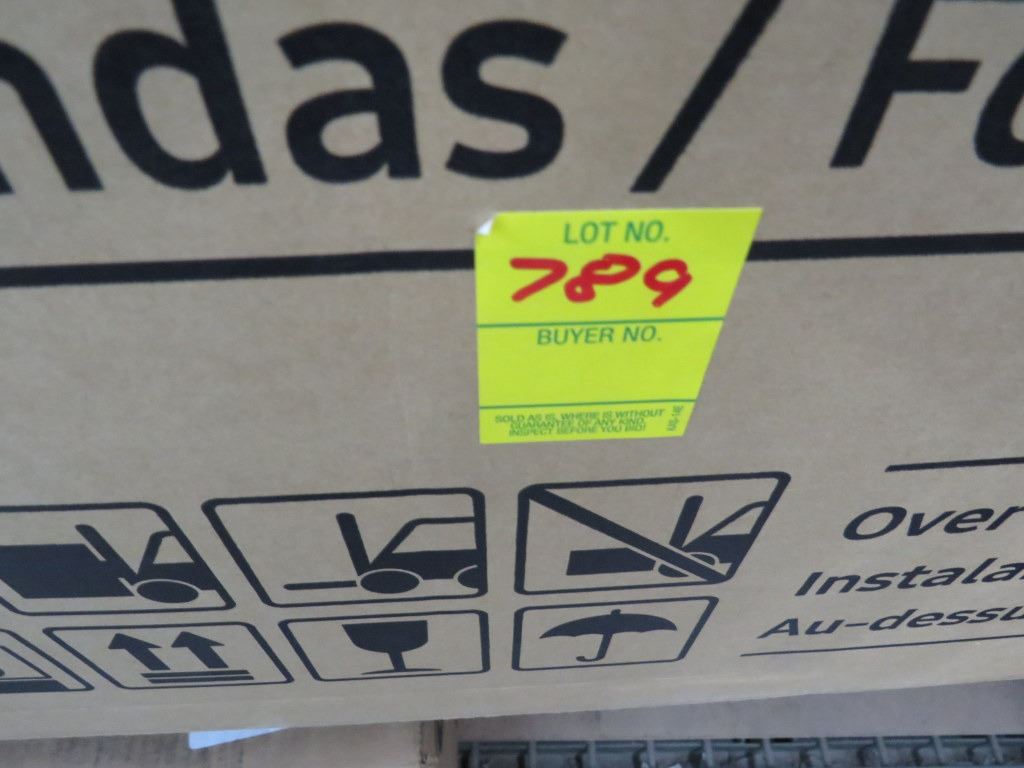 ndas / Fo
LOT NO.
789
BUYER NO.
SOLD AS IS, WHERE IS WITHOUT
GUARANTEE OF ANY KIND.
INSPECT BEFORE YOU BID!
Over
Instala
Au-dessu